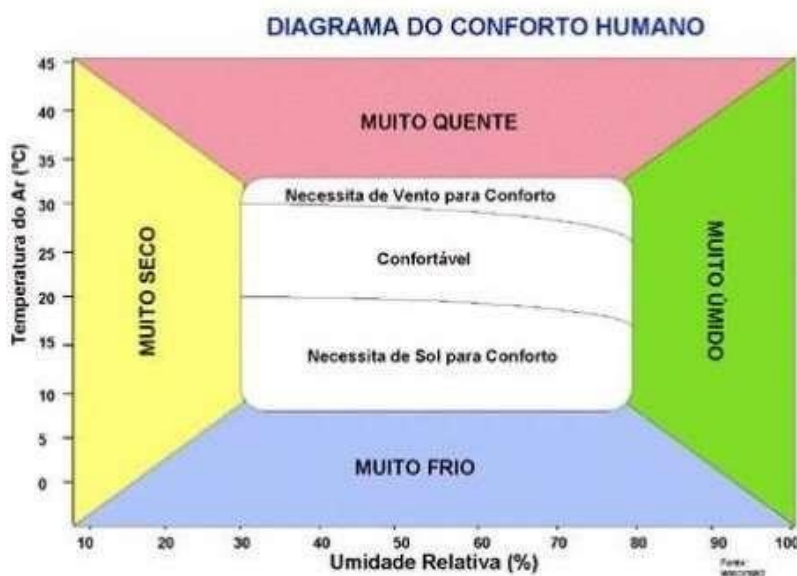 DIAGRAMA DO CONFORTO HUMANO
45
40
35
30
25
20
15
10
5
0
Temperatura do Ar (ºC)
MUITO QUENTE
Necessita de Vento para Conforto
Confortável
Necessita de Sol para Conforto
MUITO SECO
MUITO ÚMIDO
MUITO FRIO
10 20 30 40 50 60 70 80 90 100
Umidade Relativa (%)
Fonte: